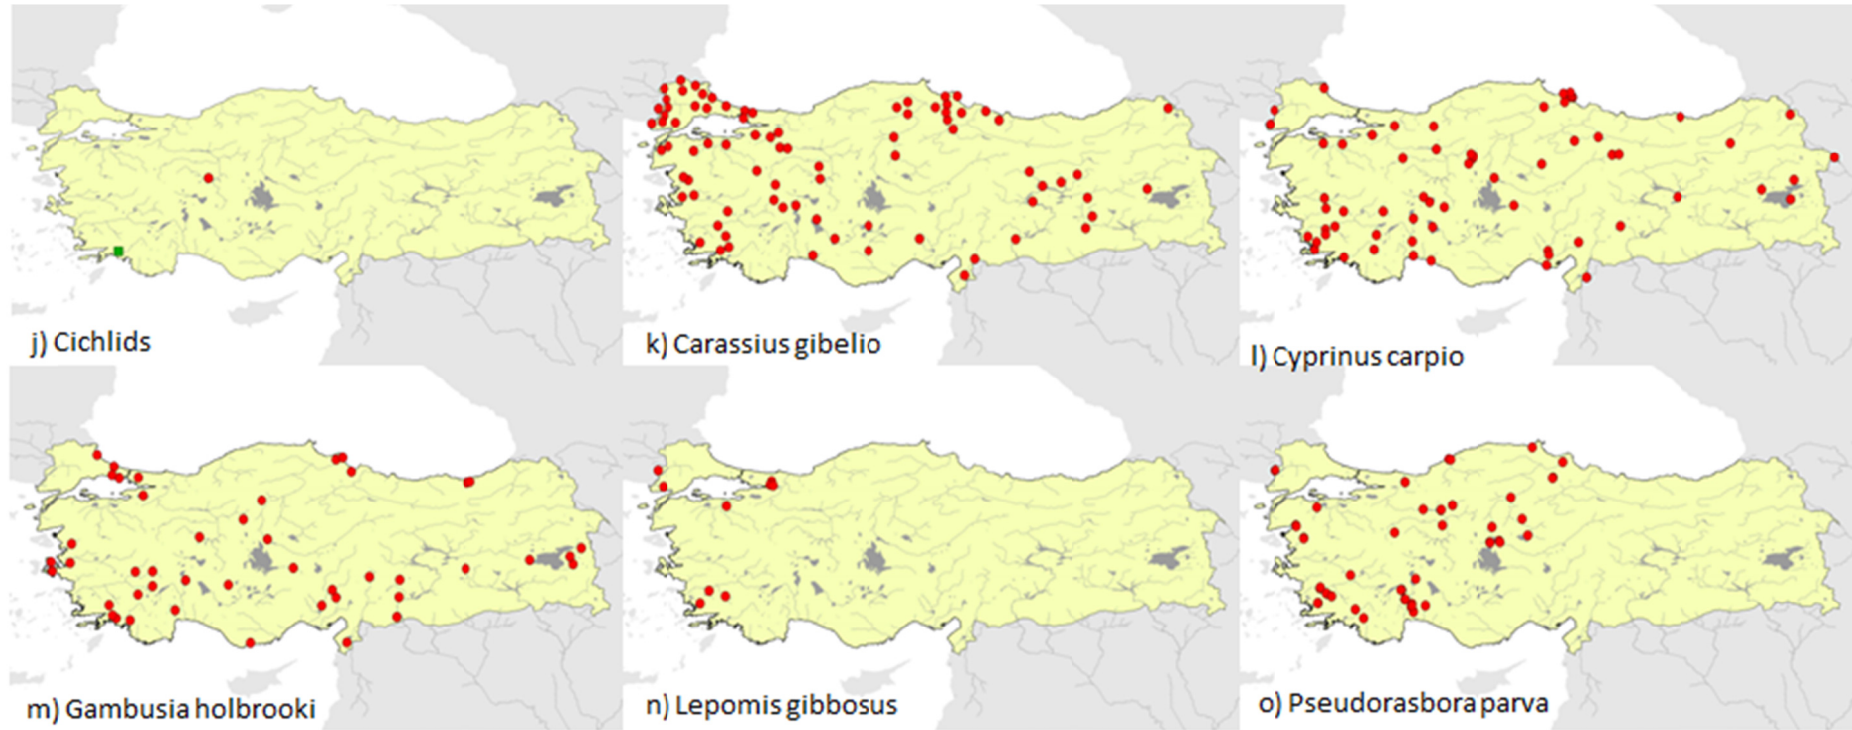 j) Cichlids
k) Carassius gibelio
l) Cyprinus carpio
m) Gambusia holbrooki
n) Lepomis gibbosus
o) Pseudorasbora parva